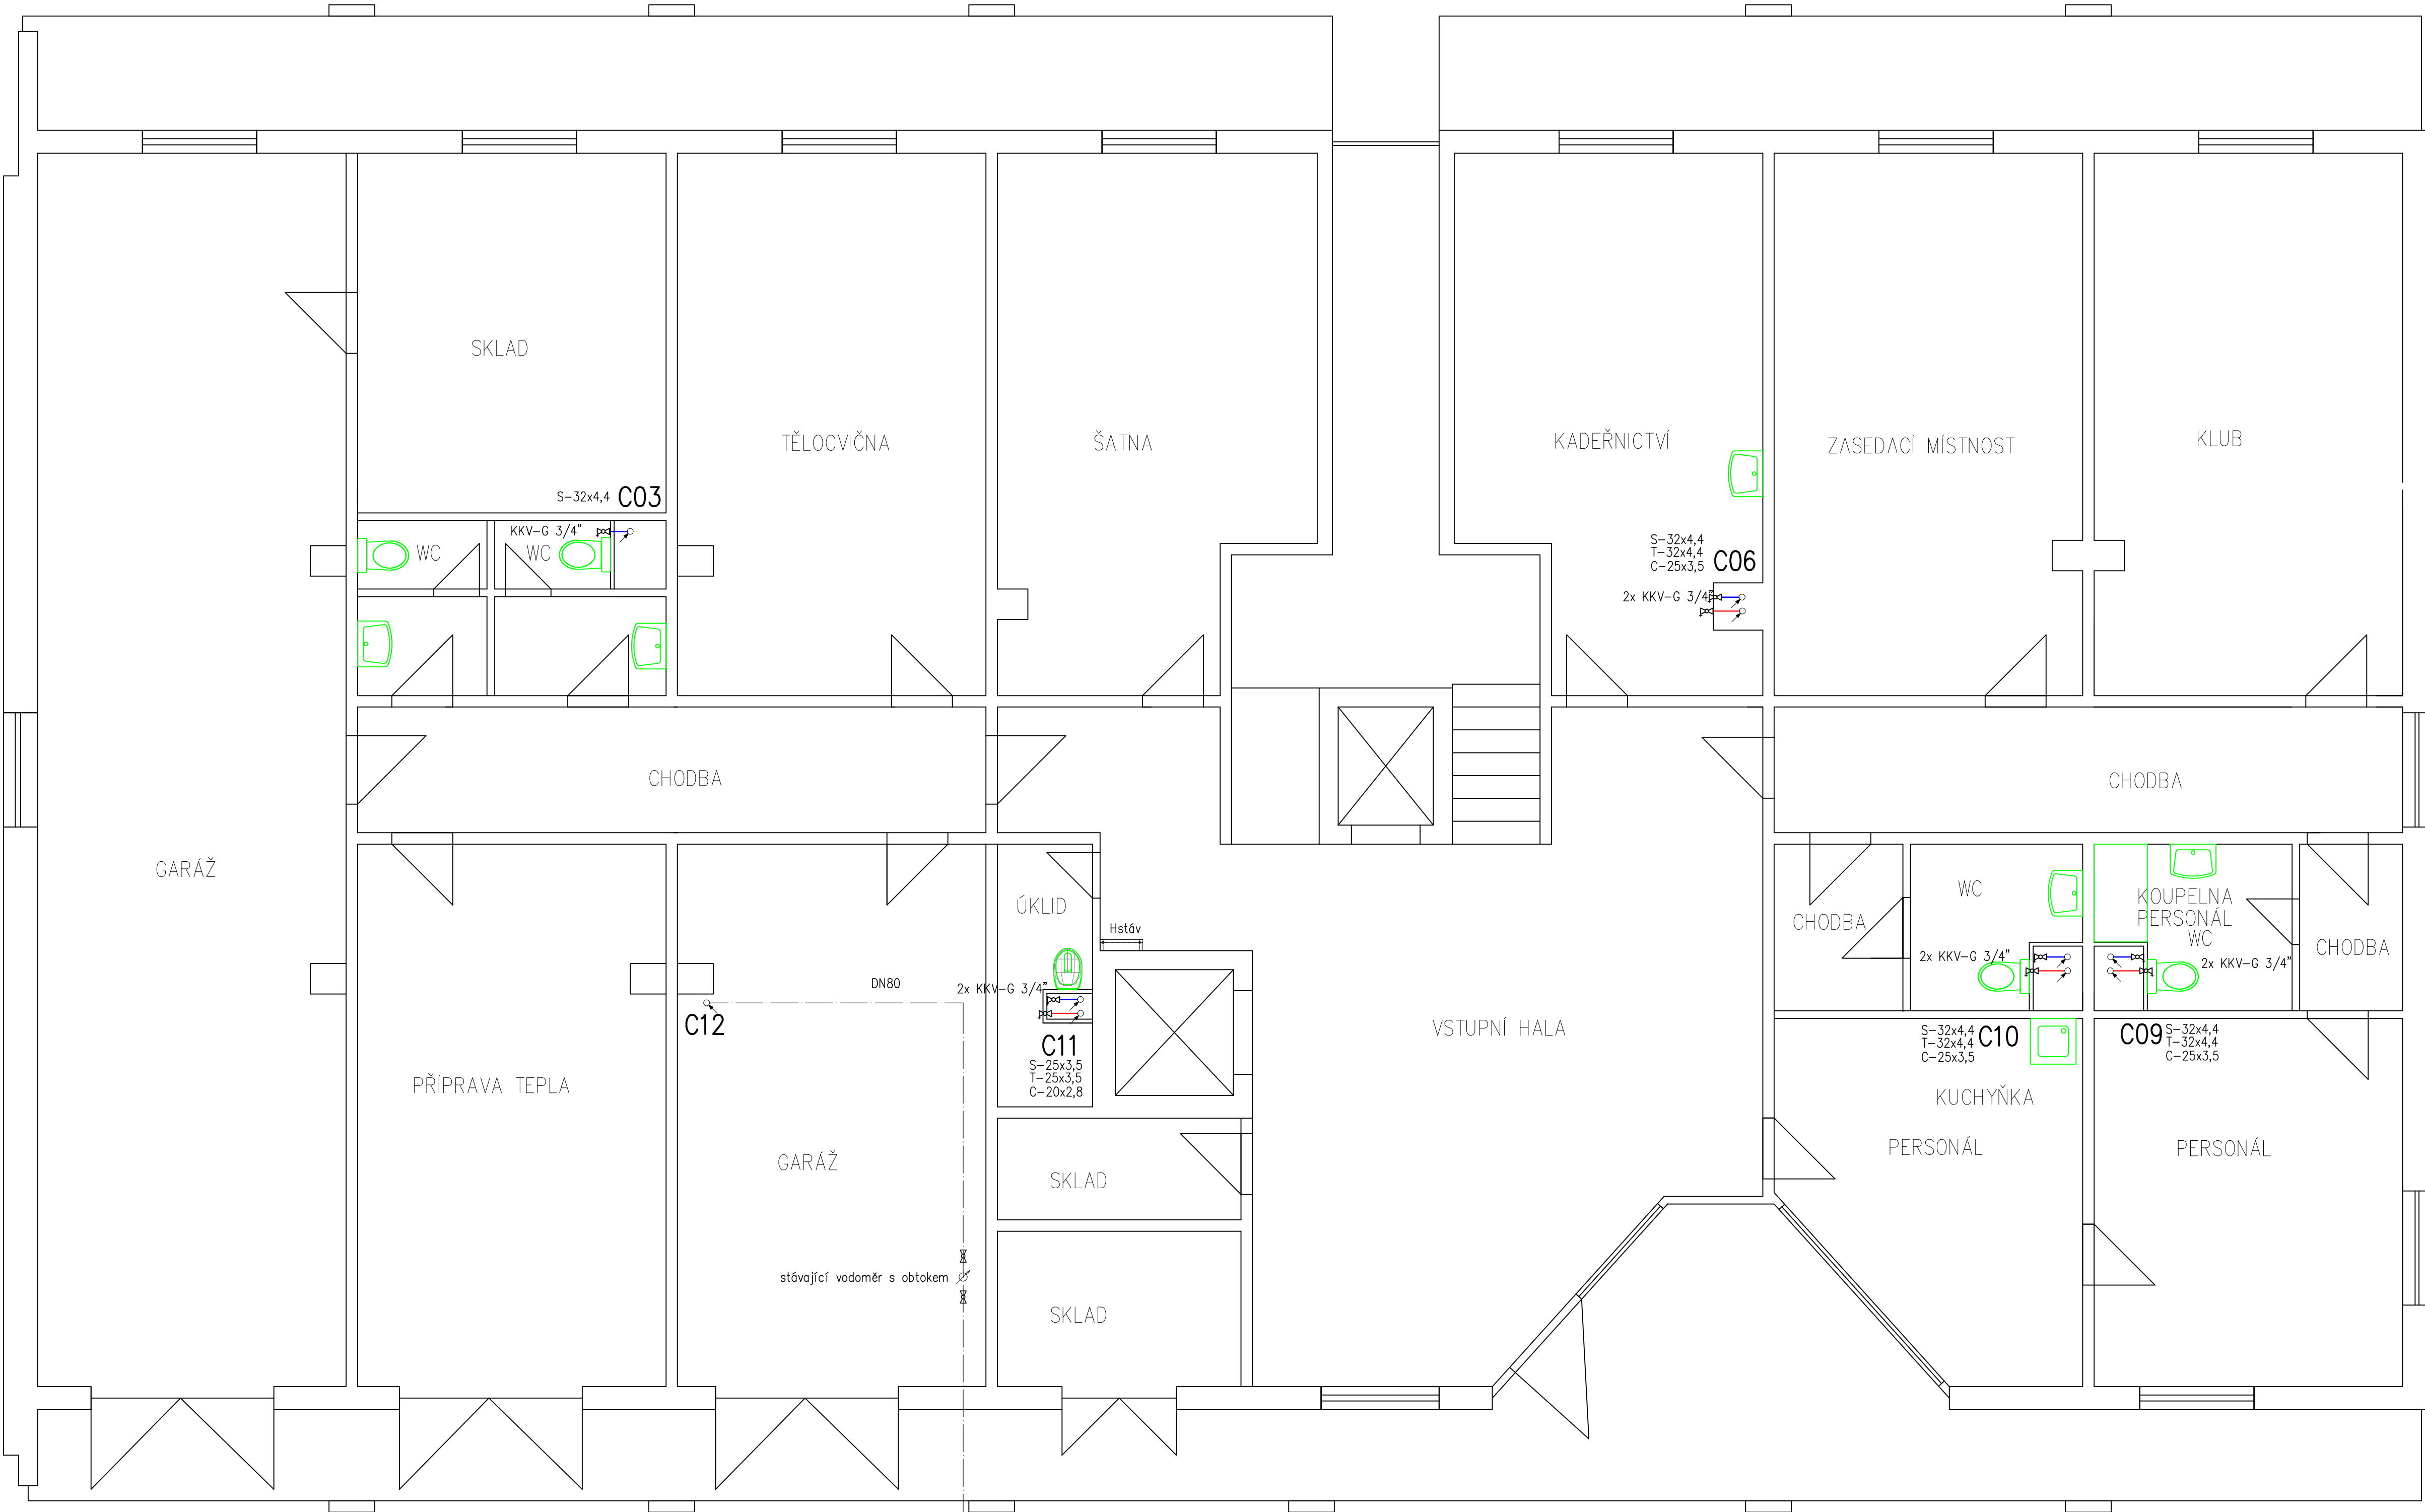 SKLAD
TĚLOCVIČNA
ŠATNA
KADEŘNICTVÍ
ZASEDACÍ MÍSTNOST
KLUB
S-32x4,4 C03
KKV-G 3/4"
WC
WC
S-32x4,4
T-32x4,4
C-25x3,5
C06
2x KKV-G 3/4"
CHODBA
CHODBA
GARÁŽ
ÚKLID
Hstáv
WC
CHODBA
KOUPELNA
PERSONÁL
WC
CHODBA
2x KKV-G 3/4"
2x KKV-G 3/4"
DN80
2x KKV-G 3/4"
C12
C11
S-25x3,5
T-25x3,5
C-20x2,8
VSTUPNÍ HALA
S-32x4,4
T-32x4,4
C-25x3,5
C10
C09
S-32x4,4
T-32x4,4
C-25x3,5
PŘÍPRAVA TEPLA
KUCHYŇKA
PERSONÁL
PERSONÁL
GARÁŽ
SKLAD
stávající vodoměr s obtokem
SKLAD